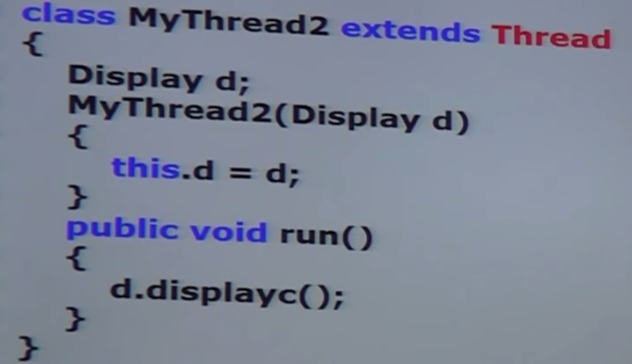 class MyThread2 extends Thread
{
Display d;
MyThread2(Display d)
{
this.d = d;
}
public void run()
{
d.displayc();
}
}